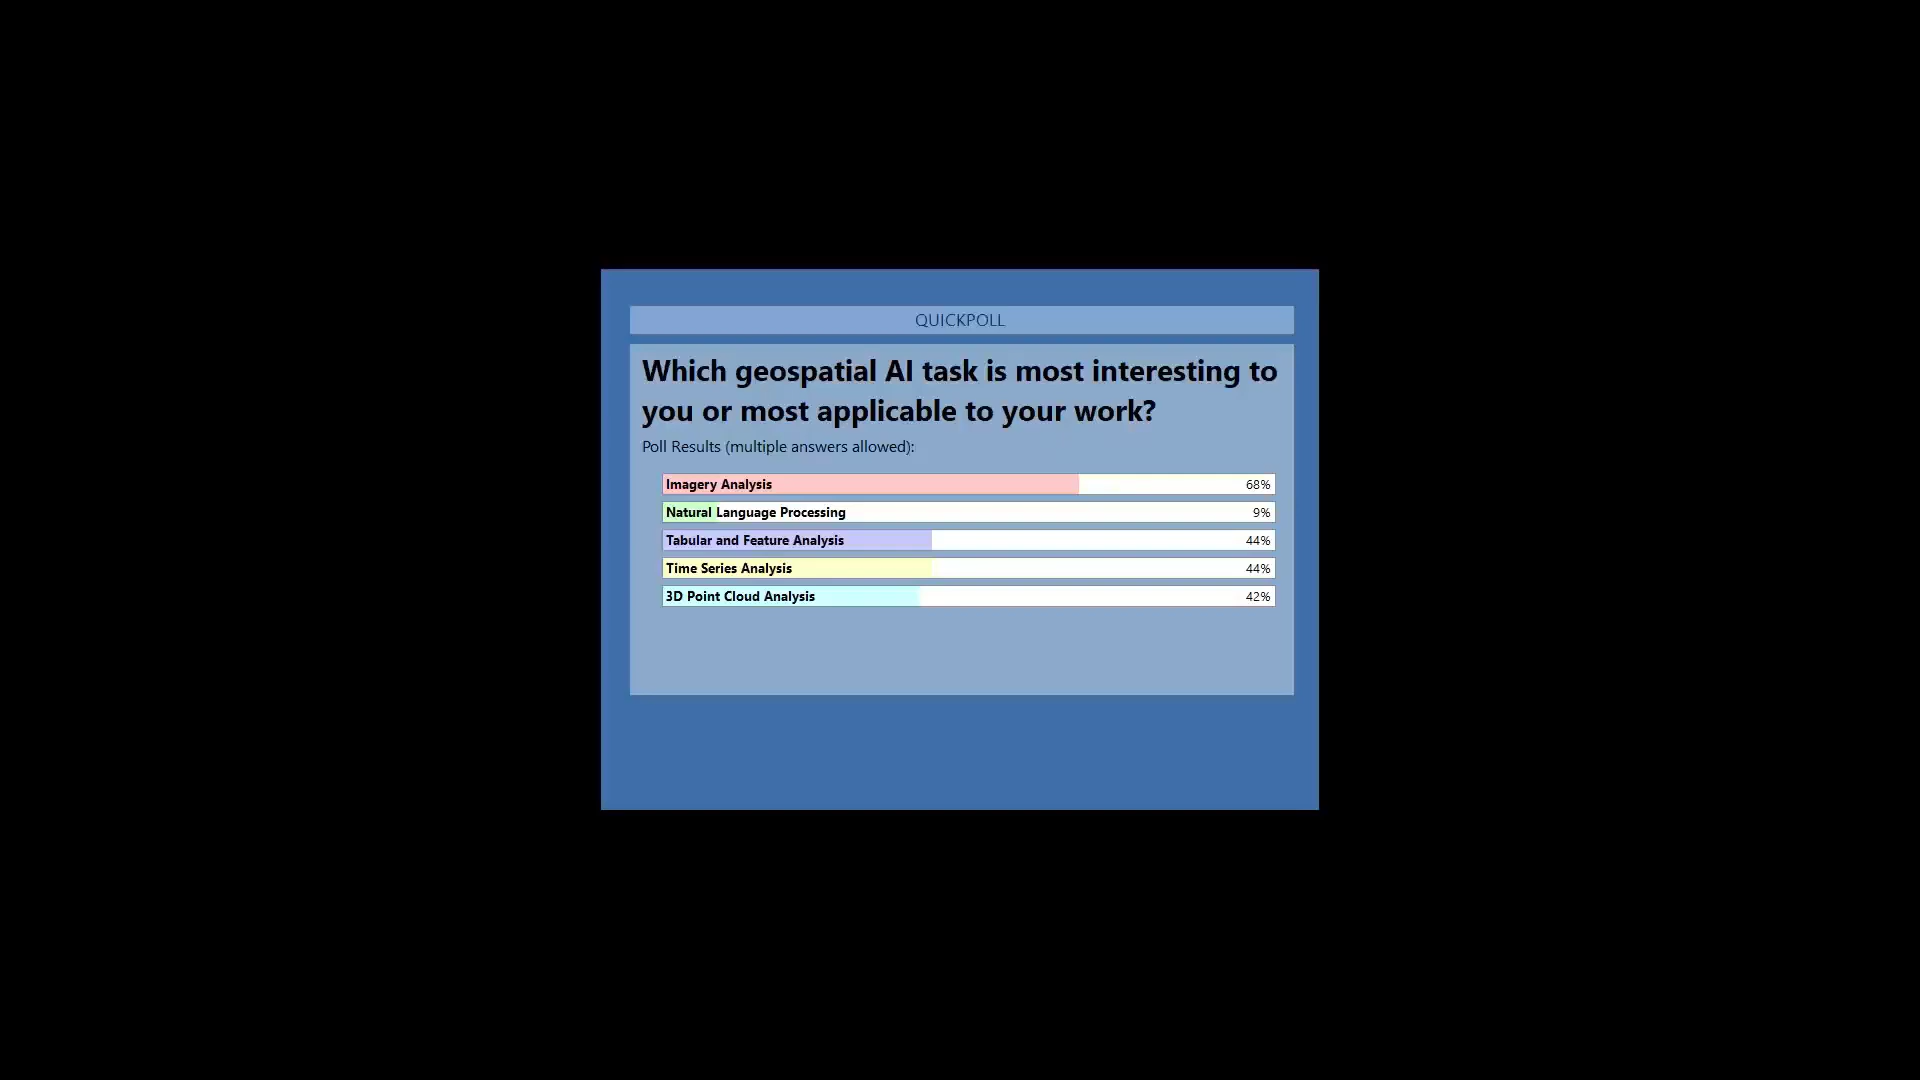 QUICKPOLL
Which geospatial AI task is most interesting to
you or most applicable to your work?
Poll Results (multiple answers allowed):
Imagery Analysis 68%
Natural Language Processing 9%
Tabular and Feature Analysis 44%
Time Series Analysis 44%
3D Point Cloud Analysis 42%